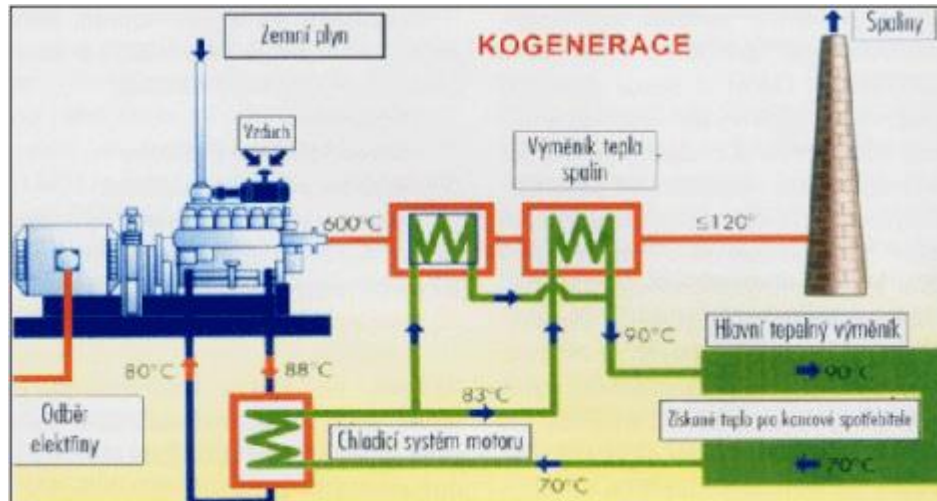 Zemní plyn
KOGENERACE
Spaliny
Vzduch
Výměník tepla
spalin
600°C
≤120°
90°C
Hlavní tepelný výměník
80°C
88°C
90°C
83°C
Odběr
elektřiny
Chladicí systém motoru
Získané teplo pro koncové spotřebitele
70°C
70°C